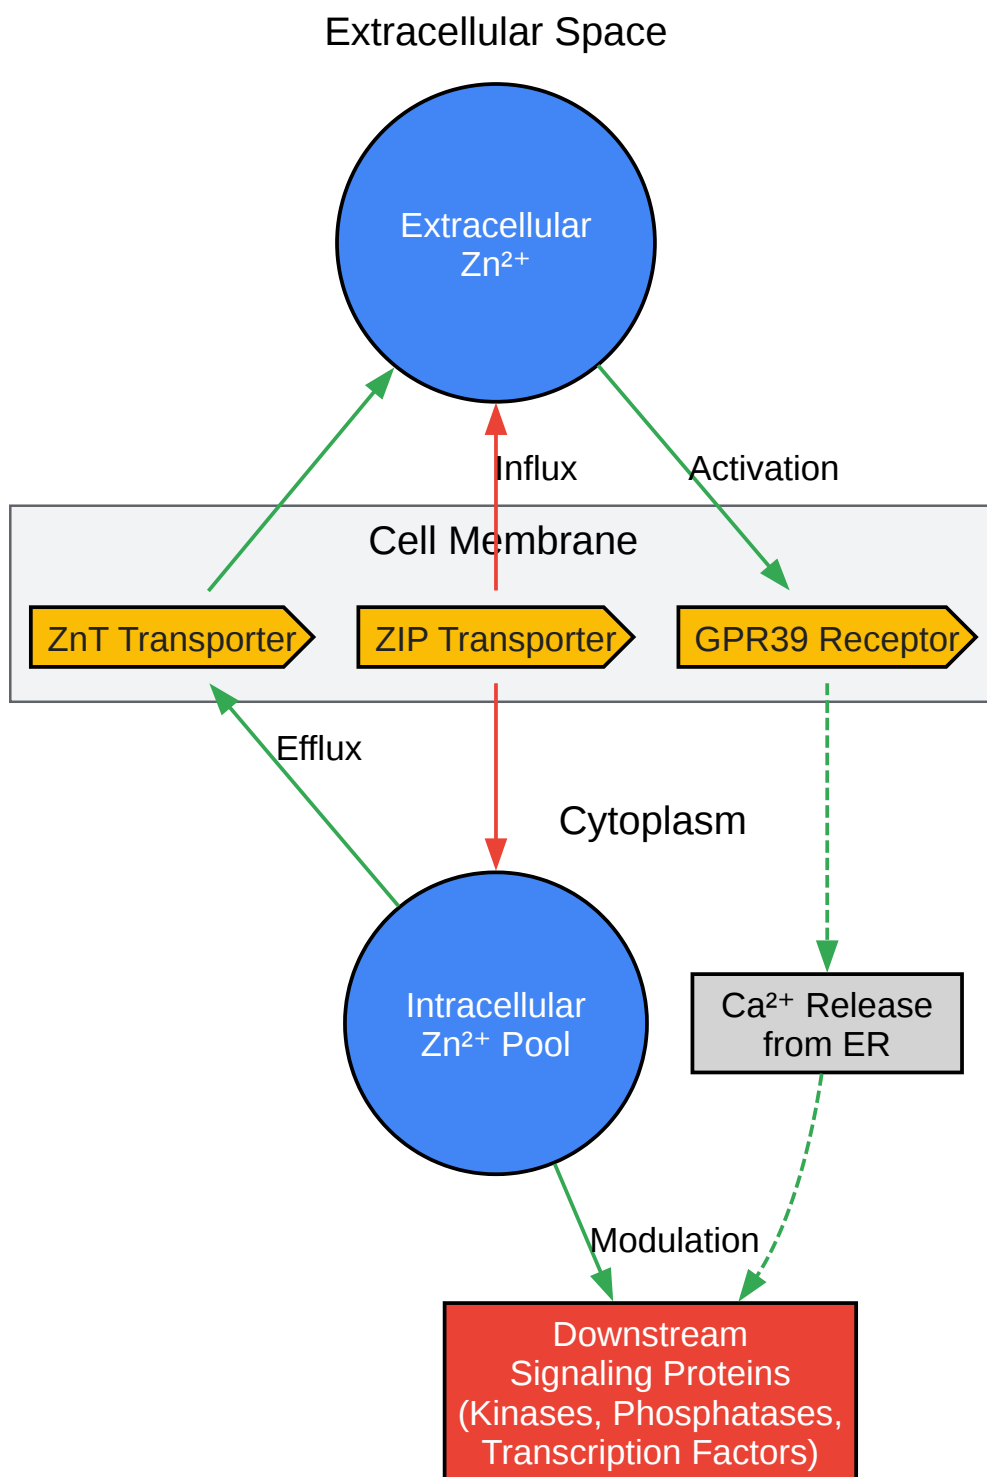 Extracellular Space
Extracellular
Zn²⁺
Influx
Activation
Cell Membrane
ZnT Transporter
ZIP Transporter
GPR39 Receptor
Efflux
Cytoplasm
Intracellular
Zn²⁺ Pool
Ca²⁺ Release
from ER
Modulation
Downstream
Signaling Proteins
(Kinases, Phosphatases,
Transcription Factors)